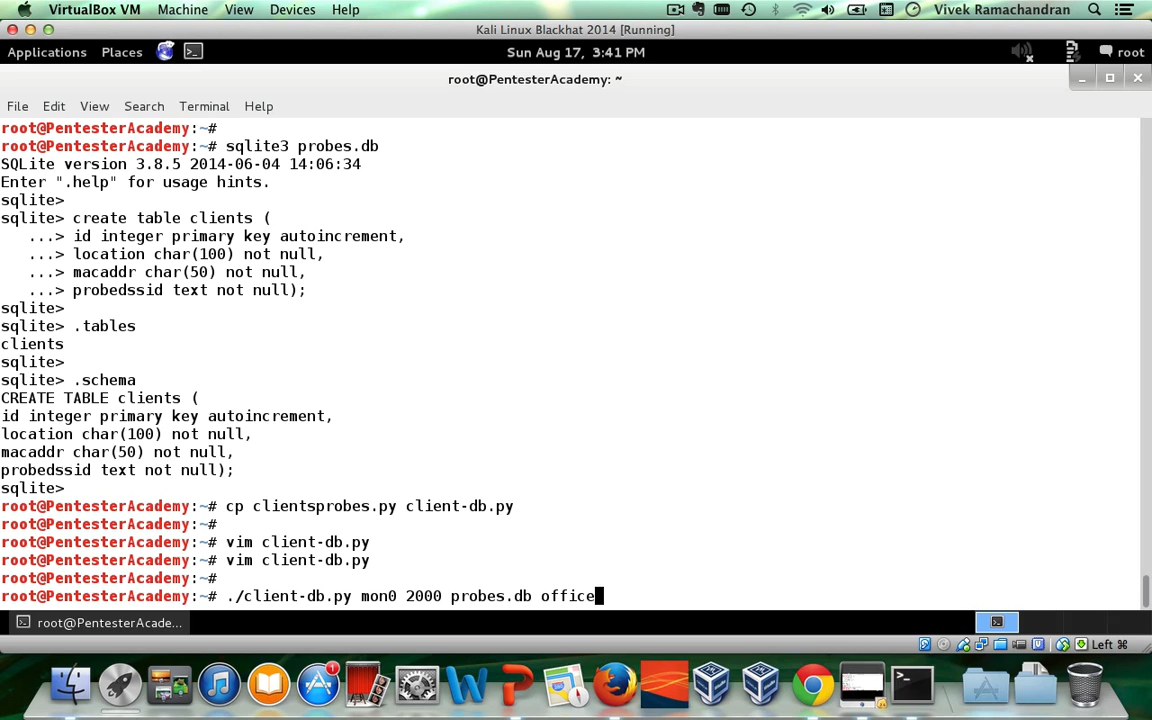 VirtualBox VM Machine View Devices Help Vivek Ramachandran
Kali Linux Blackhat 2014 [Running]
Applications Places Sun Aug 17, 3:41 PM root
root@PentesterAcademy: ~
File Edit View Search Terminal Help
root@PentesterAcademy:~#
root@PentesterAcademy:~# sqlite3 probes.db
SQLite version 3.8.5 2014-06-04 14:06:34
Enter ".help" for usage hints.
sqlite>
sqlite> create table clients (
...> id integer primary key autoincrement,
...> location char(100) not null,
...> macaddr char(50) not null,
...> probedssid text not null);
sqlite>
sqlite> .tables
clients
sqlite>
sqlite> .schema
CREATE TABLE clients (
id integer primary key autoincrement,
location char(100) not null,
macaddr char(50) not null,
probedssid text not null);
sqlite>
root@PentesterAcademy:~# cp clientsprobes.py client-db.py
root@PentesterAcademy:~#
root@PentesterAcademy:~# vim client-db.py
root@PentesterAcademy:~# vim client-db.py
root@PentesterAcademy:~#
root@PentesterAcademy:~# ./client-db.py mon0 2000 probes.db office
root@PentesterAcade...
Left ⌘
1